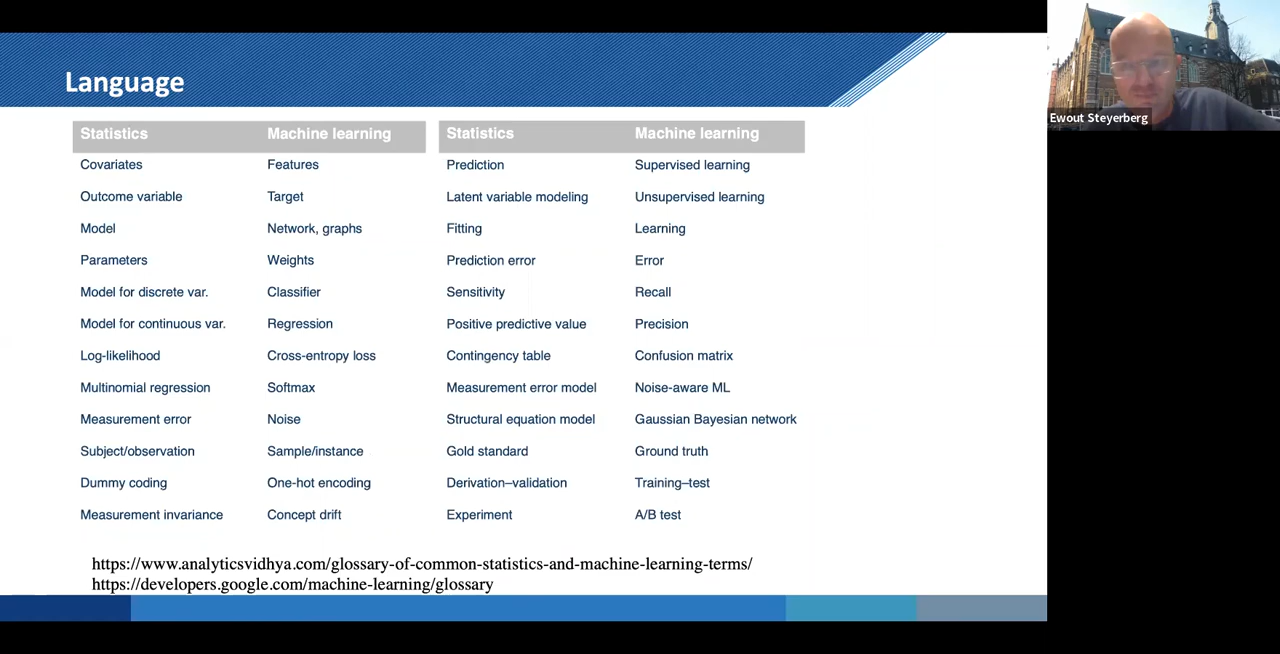 Language
Statistics Machine learning Statistics Machine learning
Covariates Features Prediction Supervised learning
Outcome variable Target Latent variable modeling Unsupervised learning
Model Network, graphs Fitting Learning
Parameters Weights Prediction error Error
Model for discrete var. Classifier Sensitivity Recall
Model for continuous var. Regression Positive predictive value Precision
Log-likelihood Cross-entropy loss Contingency table Confusion matrix
Multinomial regression Softmax Measurement error model Noise-aware ML
Measurement error Noise Structural equation model Gaussian Bayesian network
Subject/observation Sample/instance Gold standard Ground truth
Dummy coding One-hot encoding Derivation–validation Training–test
Measurement invariance Concept drift Experiment A/B test
https://www.analyticsvidhya.com/glossary-of-common-statistics-and-machine-learning-terms/
https://developers.google.com/machine-learning/glossary
Ewout Steyerberg